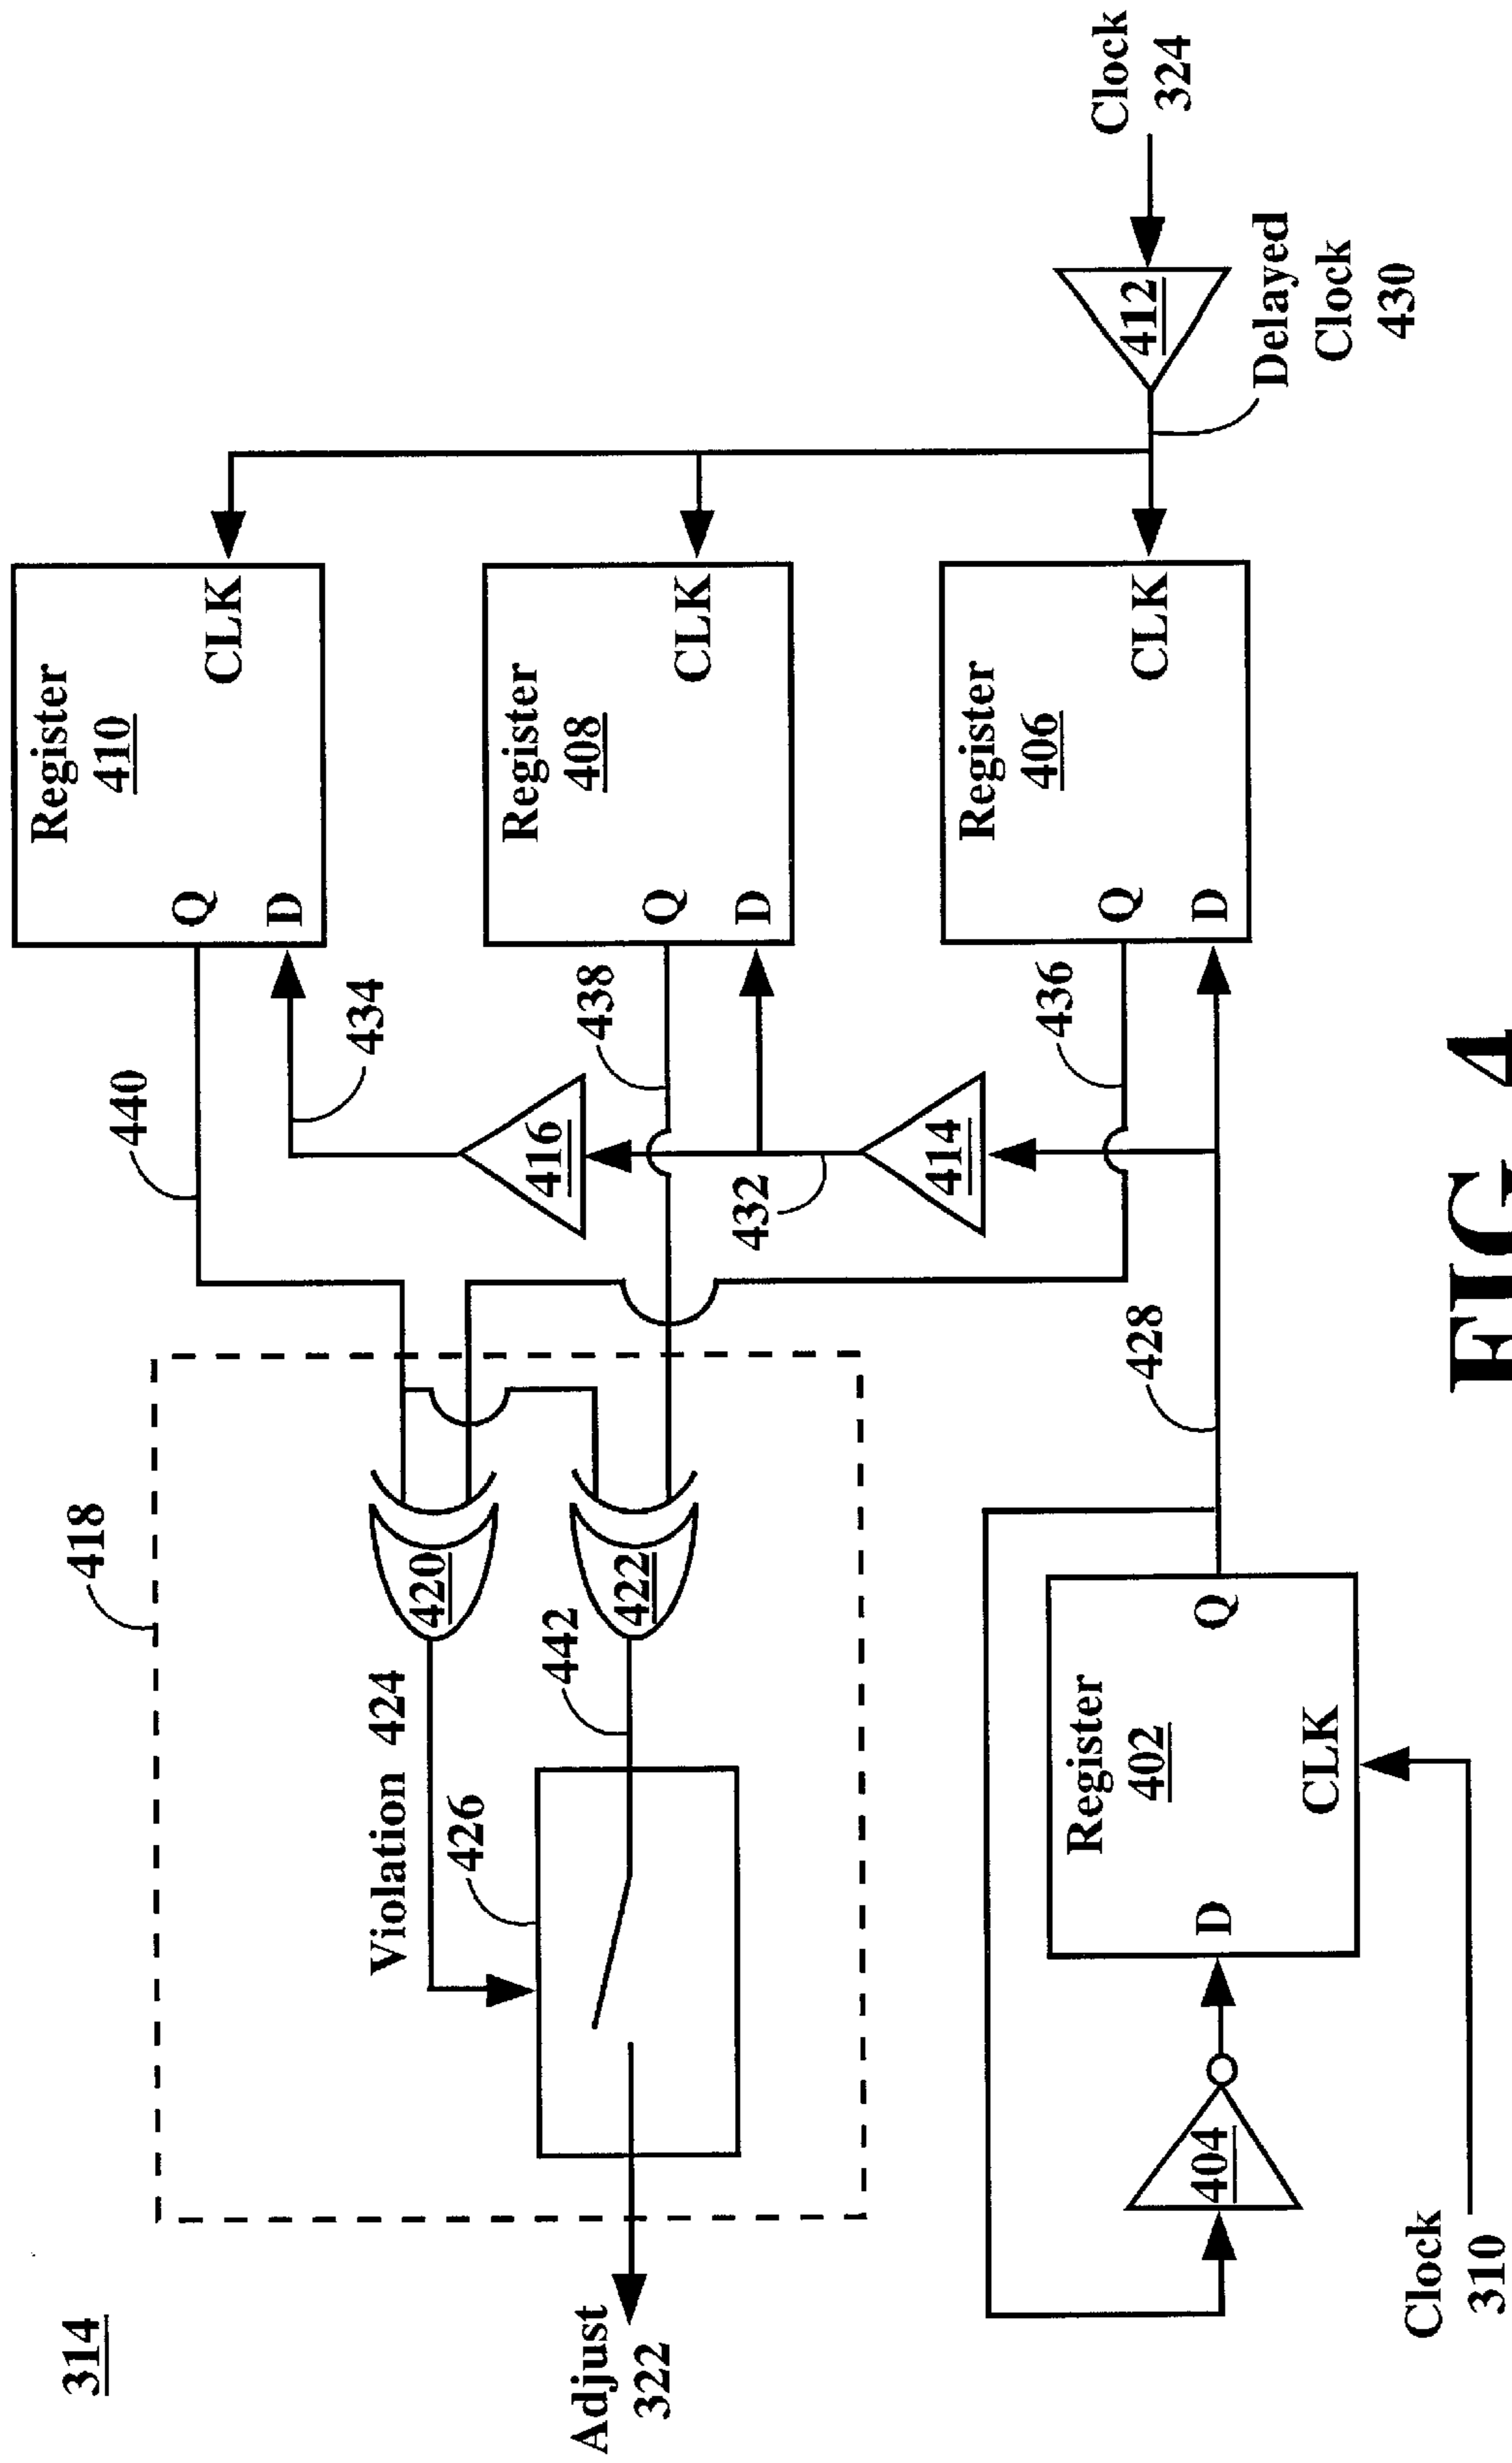 314
418
440
Register
410
Q
D
CLK
434
Violation 424
420
426
442
422
416
438
Register
408
Q
D
CLK
Adjust
322
432
414
436
Register
406
Q
D
CLK
Clock
324
412
Delayed
Clock
430
428
404
Register
402
D
Q
CLK
Clock
310
FIG. 4